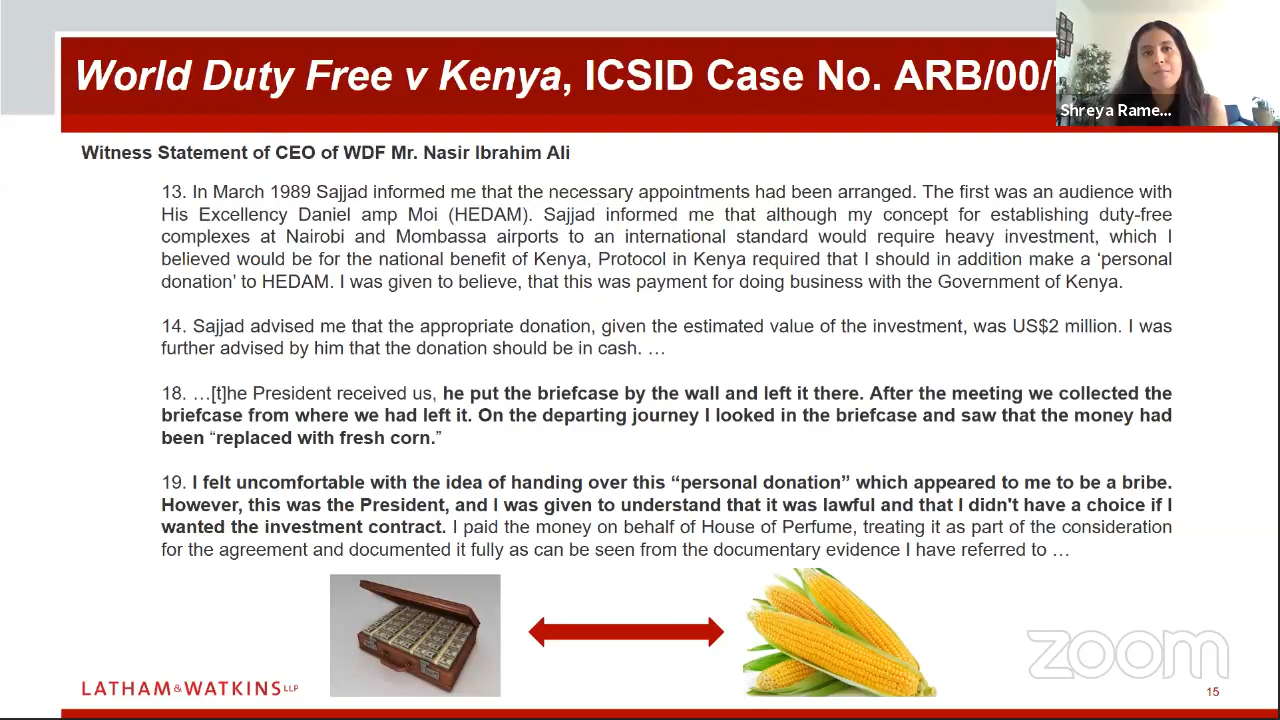 World Duty Free v Kenya, ICSID Case No. ARB/00/
Shreya Rame...
Witness Statement of CEO of WDF Mr. Nasir Ibrahim Ali
13. In March 1989 Sajjad informed me that the necessary appointments had been arranged. The first was an audience with
His Excellency Daniel amp Moi (HEDAM). Sajjad informed me that although my concept for establishing duty-free
complexes at Nairobi and Mombassa airports to an international standard would require heavy investment, which I
believed would be for the national benefit of Kenya, Protocol in Kenya required that I should in addition make a ‘personal
donation’ to HEDAM. I was given to believe, that this was payment for doing business with the Government of Kenya.
14. Sajjad advised me that the appropriate donation, given the estimated value of the investment, was US$2 million. I was
further advised by him that the donation should be in cash. …
18. …[t]he President received us, he put the briefcase by the wall and left it there. After the meeting we collected the
briefcase from where we had left it. On the departing journey I looked in the briefcase and saw that the money had
been “replaced with fresh corn.”
19. I felt uncomfortable with the idea of handing over this “personal donation” which appeared to me to be a bribe.
However, this was the President, and I was given to understand that it was lawful and that I didn't have a choice if I
wanted the investment contract. I paid the money on behalf of House of Perfume, treating it as part of the consideration
for the agreement and documented it fully as can be seen from the documentary evidence I have referred to …
zoom
LATHAM&WATKINS LLP
15